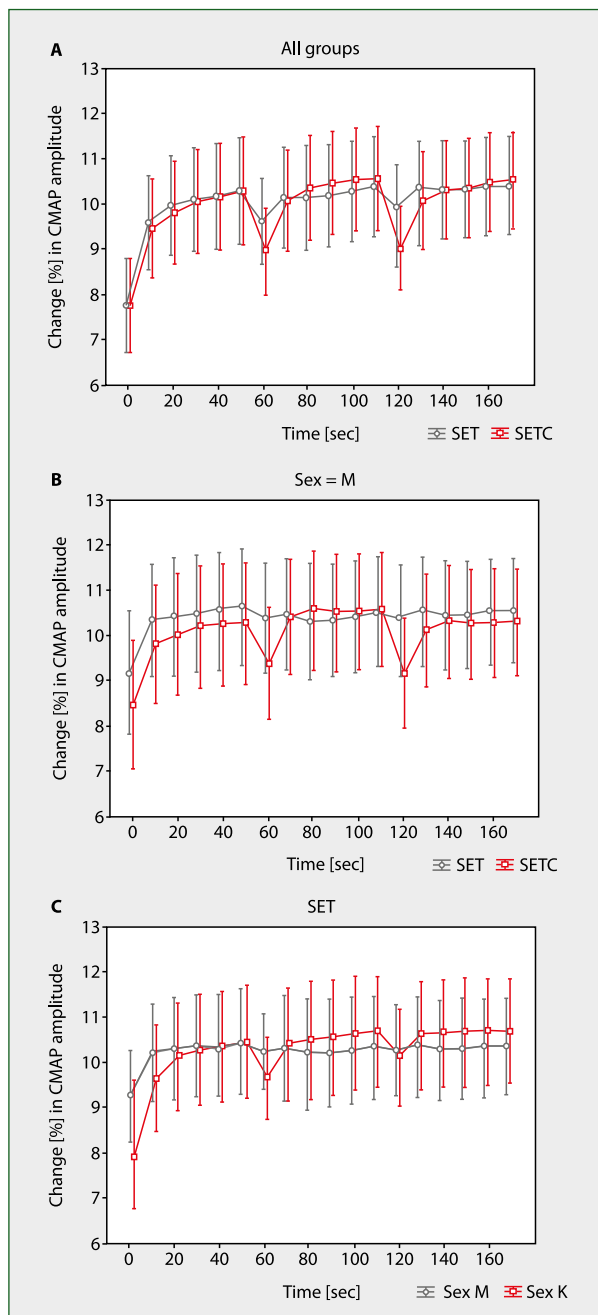 A
All groups
Change [%] in CMAP amplitude
13
12
11
10
9
8
7
6
0 20 40 60 80 100 120 140 160
Time [sec]
SET SETC
B
Sex = M
Change [%] in CMAP amplitude
13
12
11
10
9
8
7
6
0 20 40 60 80 100 120 140 160
Time [sec]
SET SETC
C
SET
Change [%] in CMAP amplitude
13
12
11
10
9
8
7
6
0 20 40 60 80 100 120 140 160
Time [sec]
Sex M Sex K